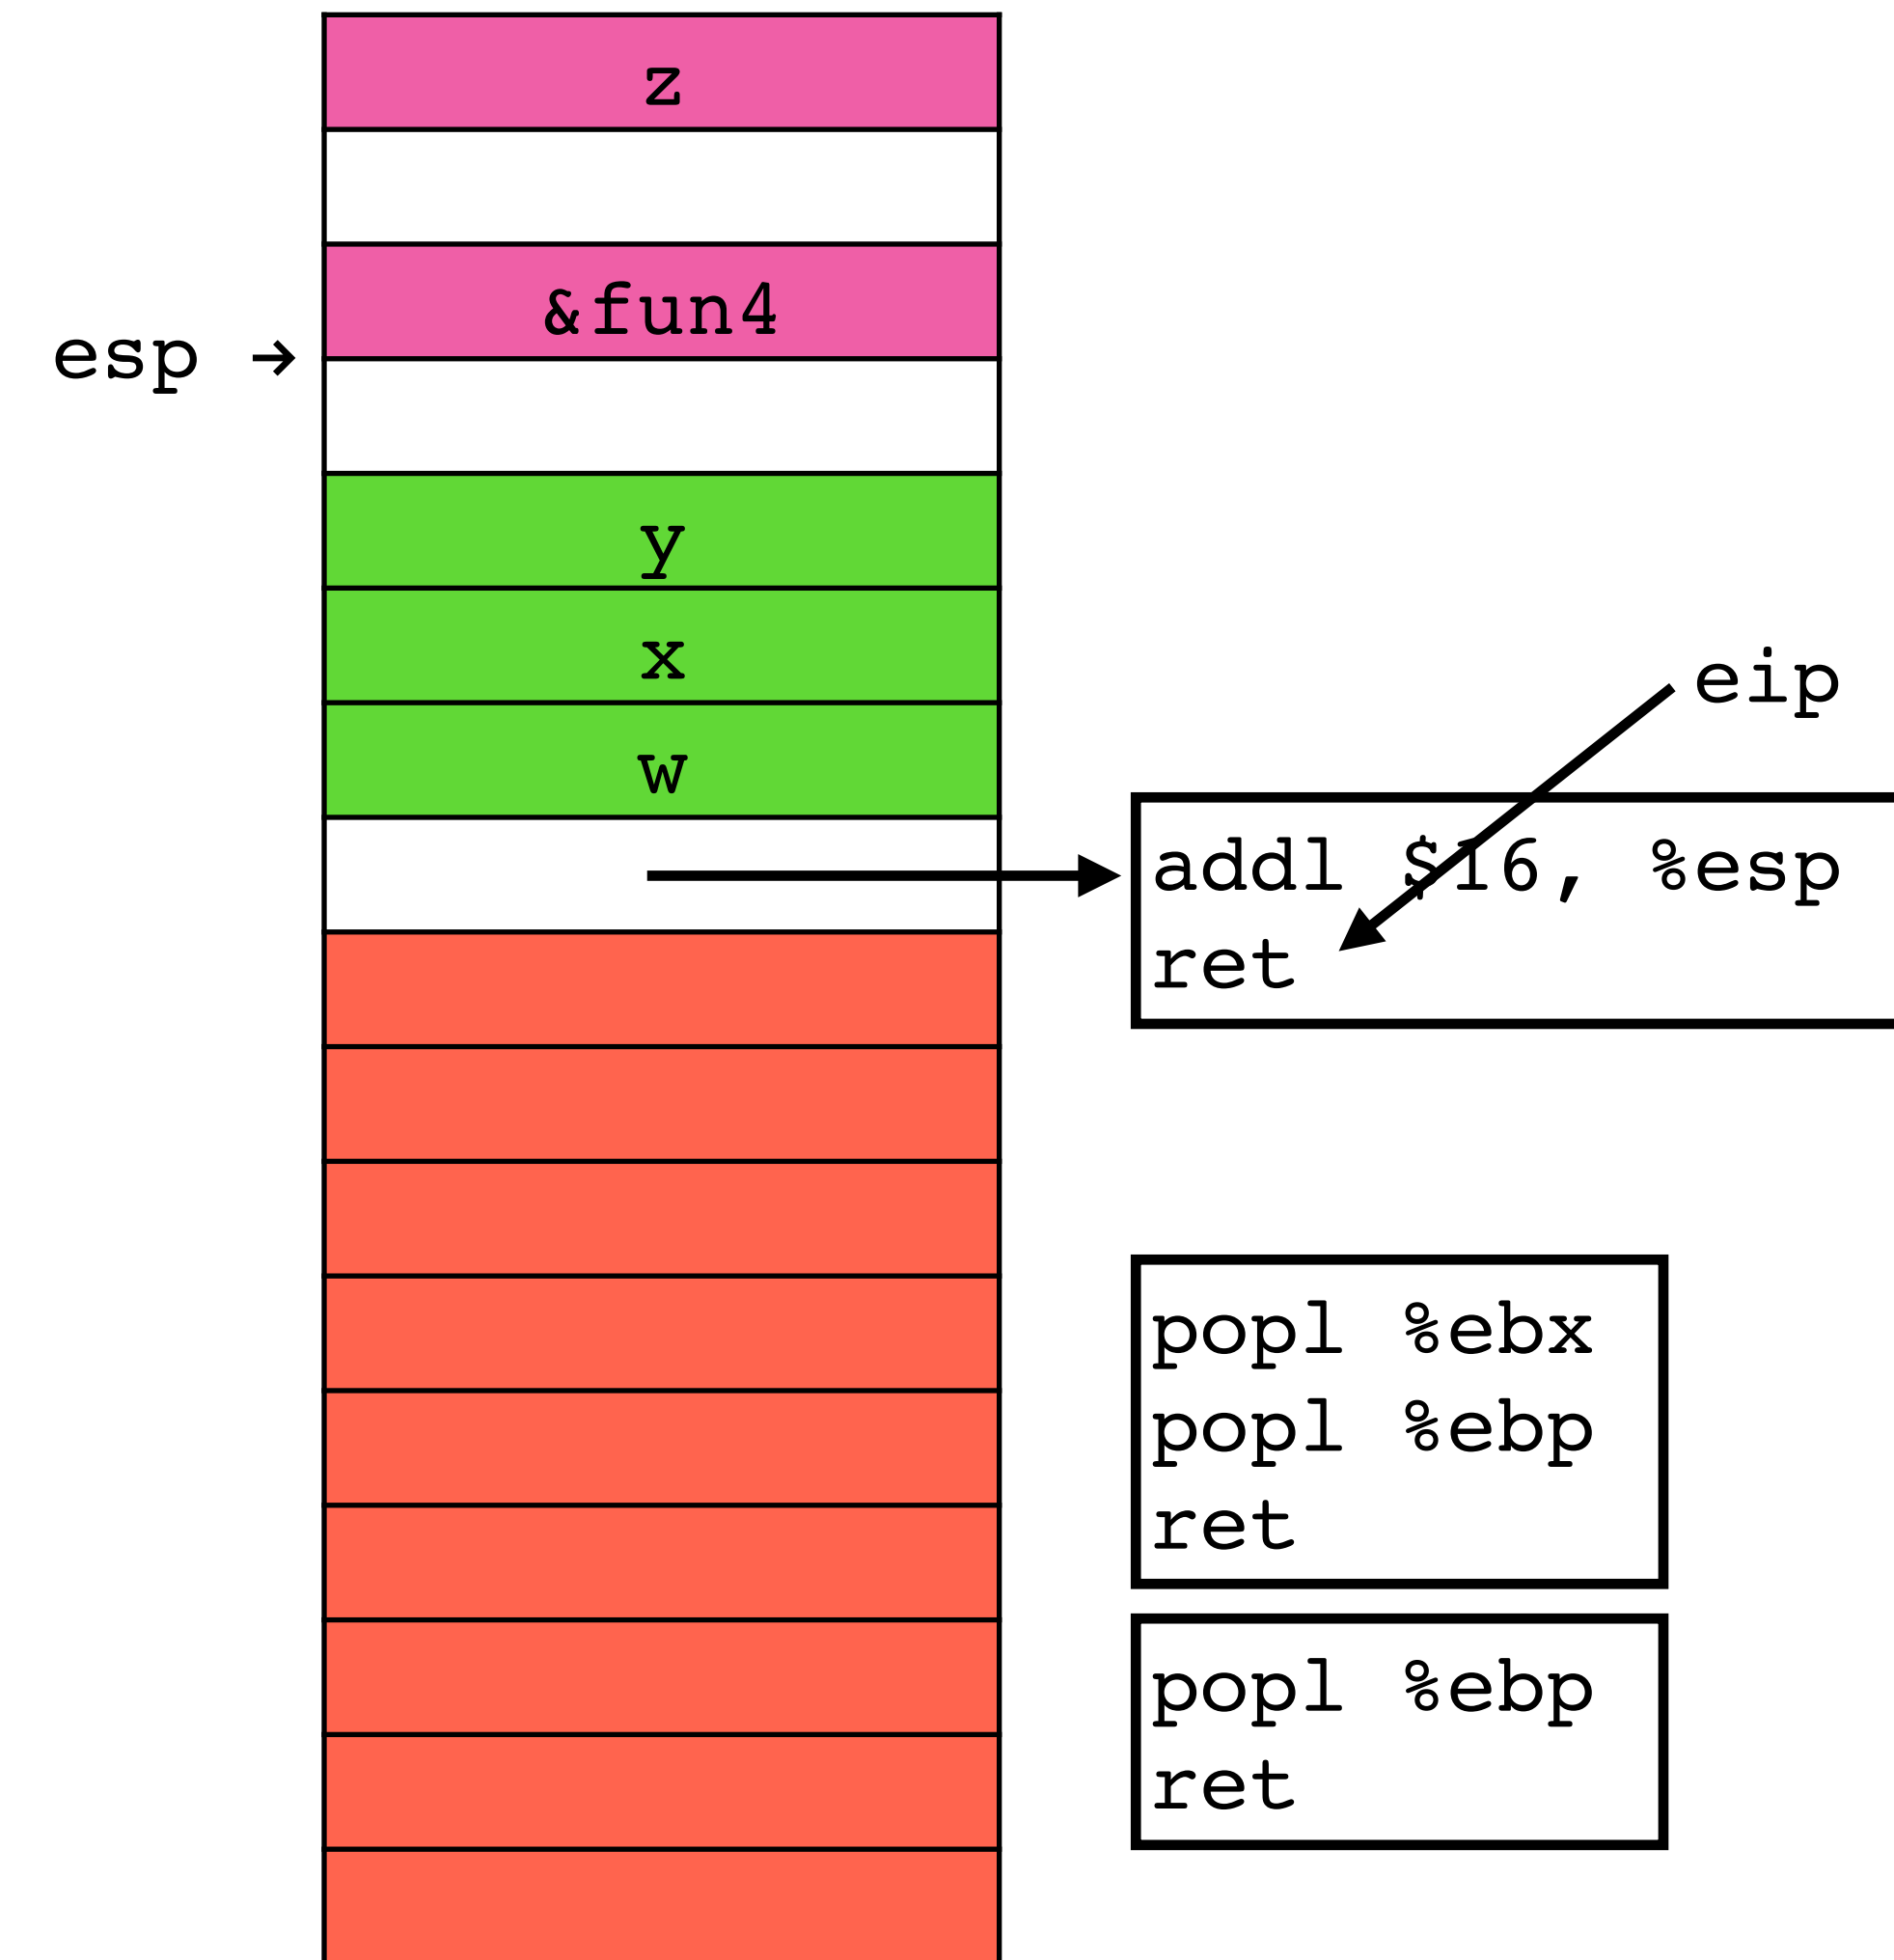 z
&fun4
esp →
y
x
w
eip
addl $16, %esp
ret
popl %ebx
popl %ebp
ret
popl %ebp
ret